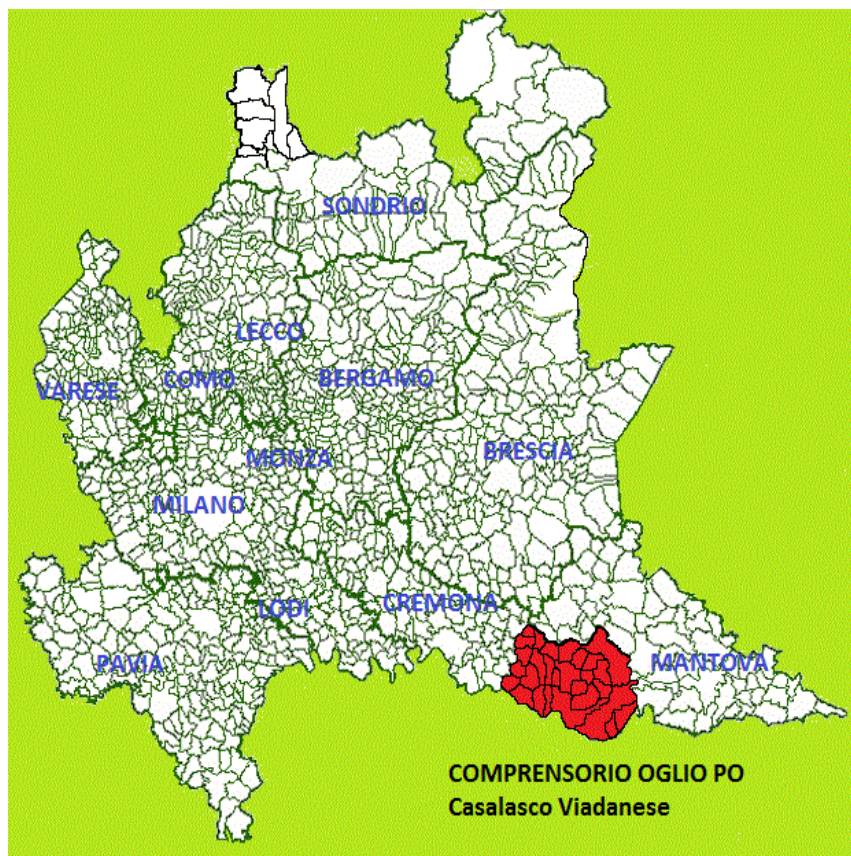 SONDRIO
LECCO
VARESE
COMO
BERGAMO
MONZA
BRESCIA
MILANO
LODI
CREMONA
PAVIA
MANTOVA
COMPRENSORIO OGLIO PO
Casalasco Viadanese